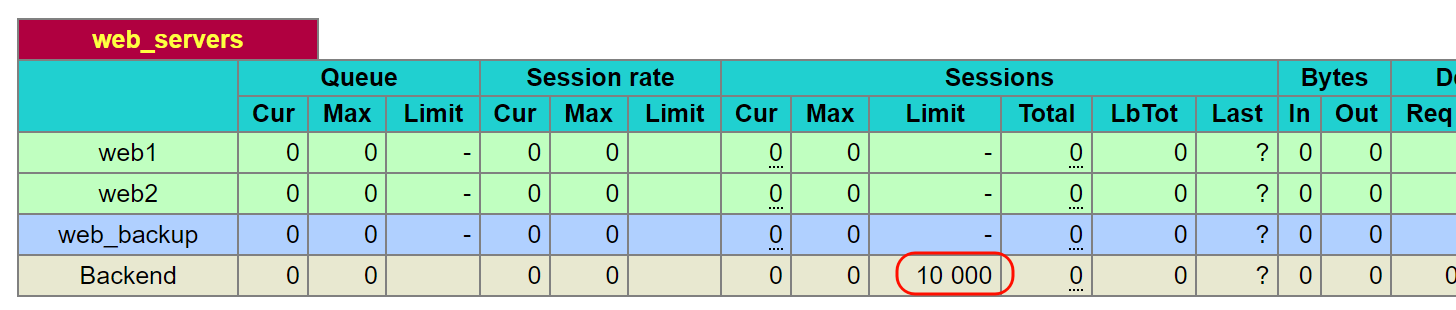 web_servers
Queue Session rate Sessions Bytes De
Cur Max Limit Cur Max Limit Cur Max Limit Total LbTot Last In Out Req
web1 0 0 - 0 0 0 0 - 0 0 ? 0 0
web2 0 0 - 0 0 0 0 - 0 0 ? 0 0
web_backup 0 0 - 0 0 0 0 - 0 0 ? 0 0
Backend 0 0 0 0 0 0 10 000 0 0 ? 0 0 0